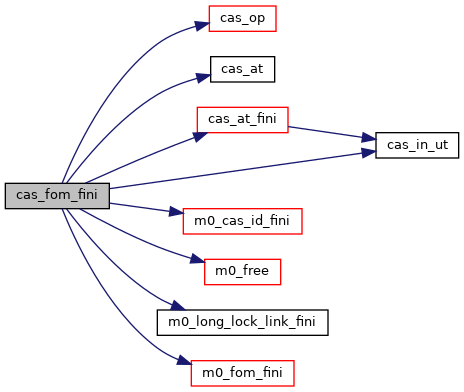 cas_op
cas_at
cas_at_fini
cas_in_ut
cas_fom_fini
m0_cas_id_fini
m0_free
m0_long_lock_link_fini
m0_fom_fini